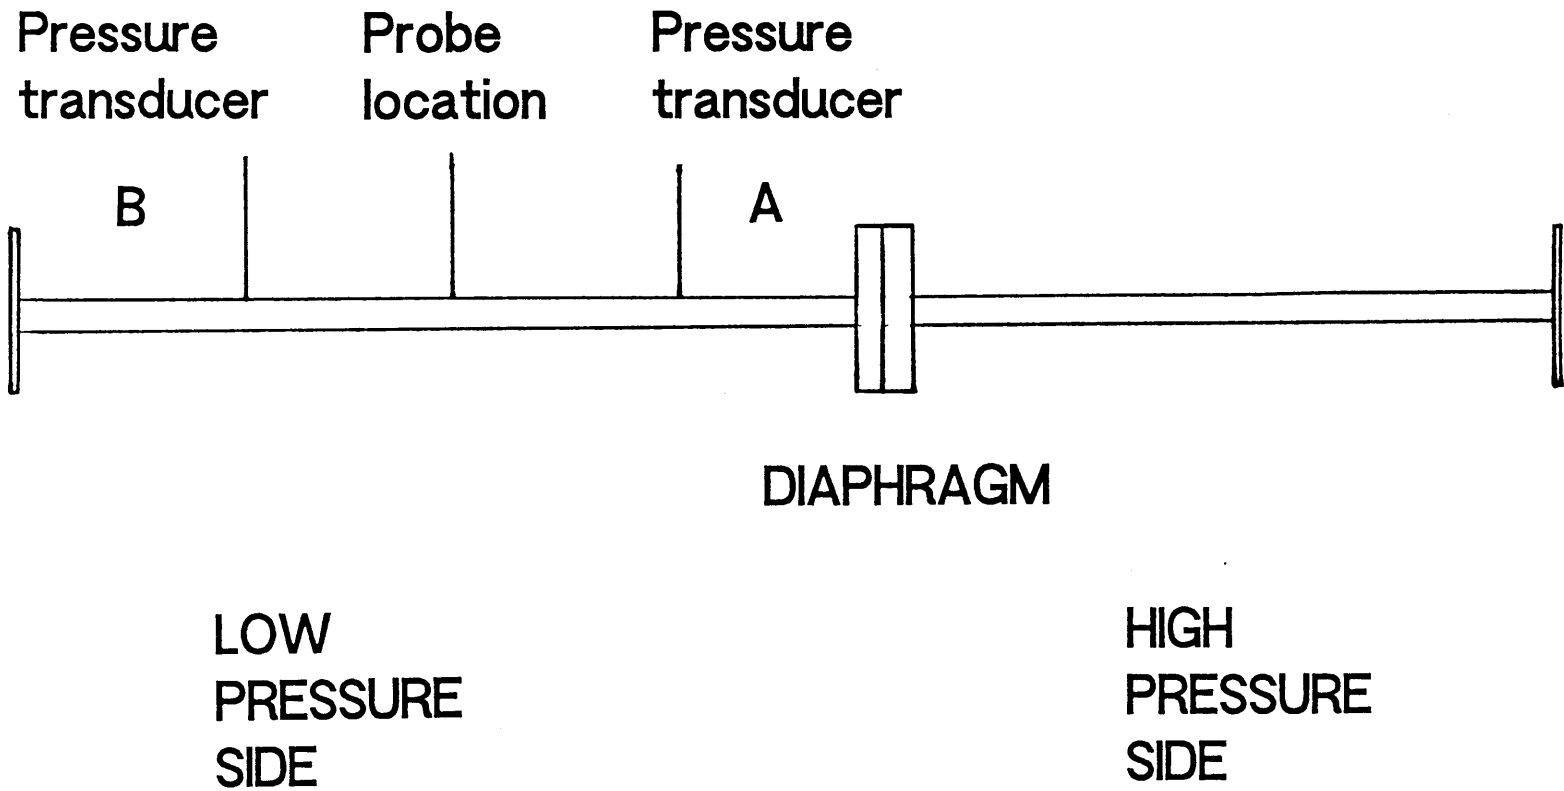 Pressure
transducer
Probe
location
Pressure
transducer
B
A
DIAPHRAGM
LOW
PRESSURE
SIDE
HIGH
PRESSURE
SIDE